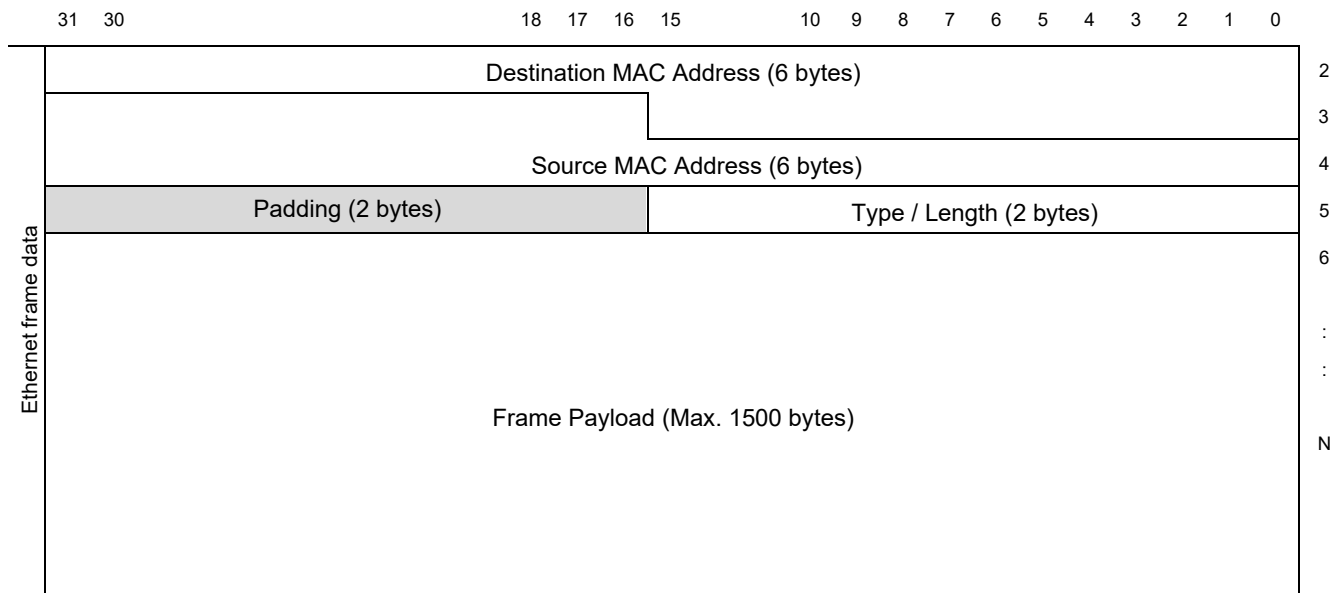 31 30 18 17 16 15 10 9 8 7 6 5 4 3 2 1 0
Destination MAC Address (6 bytes) 2
3
Source MAC Address (6 bytes) 4
Padding (2 bytes) Type / Length (2 bytes) 5
Ethernet frame data
6
:
:
Frame Payload (Max. 1500 bytes)
N